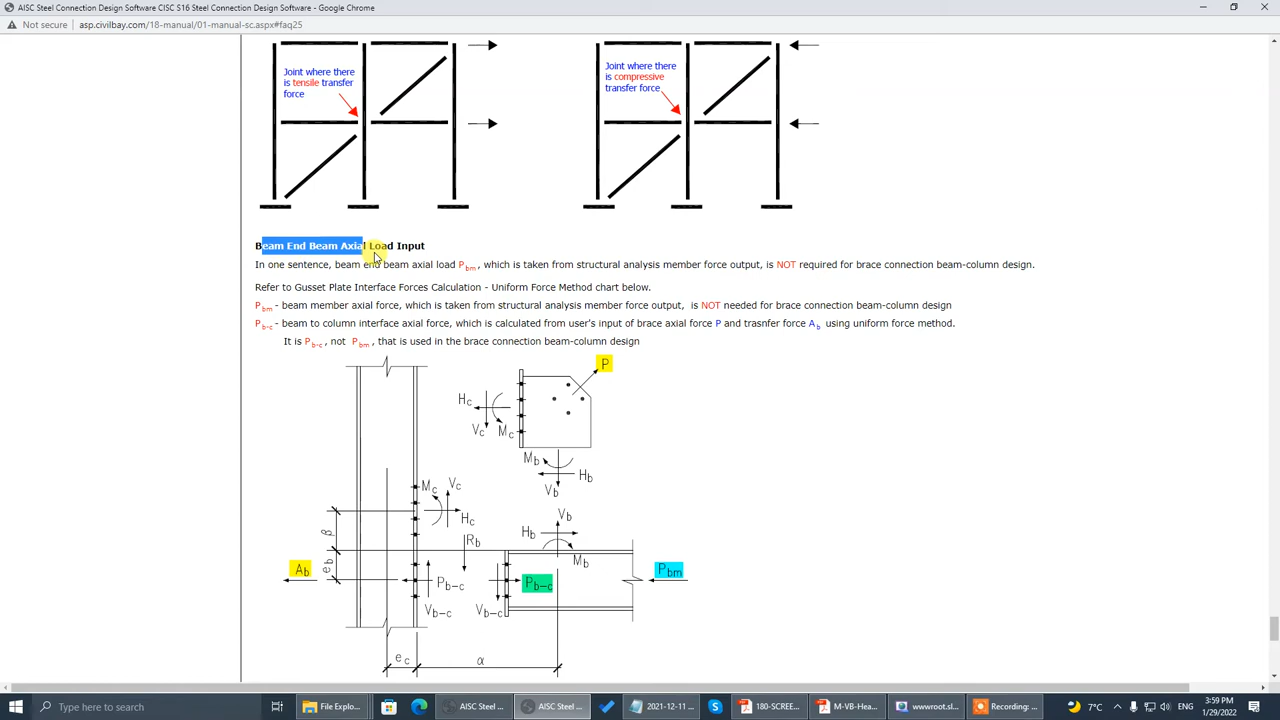 AISC Steel Connection Design Software CISC S16 Steel Connection Design Software - Google Chrome
Not secure | asp.civilbay.com/18-manual/01-manual-sc.aspx#faq25
Joint where there
is tensile transfer
force
Joint where there
is compressive
transfer force
Beam End Beam Axial Load Input
In one sentence, beam end beam axial load Pbm, which is taken from structural analysis member force output, is NOT required for brace connection beam-column design.
Refer to Gusset Plate Interface Forces Calculation - Uniform Force Method chart below.
Pbm - beam member axial force, which is taken from structural analysis member force output, is NOT needed for brace connection beam-column design
Pb-c - beam to column interface axial force, which is calculated from user's input of brace axial force P and trasnfer force Ab using uniform force method.
It is Pb-c, not Pbm, that is used in the brace connection beam-column design
P
Hc
Vc
Mc
Mb
Hb
Vb
Mc
Vc
Hc
Vb
Hb
Mb
Rb
β
eb
Ab
Pb-c
Pb-c
Pbm
Vb-c
Vb-c
ec
α
Type here to search
File Explo...
AISC Steel ...
AISC Steel ...
2021-12-11 ...
180-SCREE...
M-VB-Hea...
wwwroot.sl...
Recording: ...
7°C
3:59 PM
1/29/2022